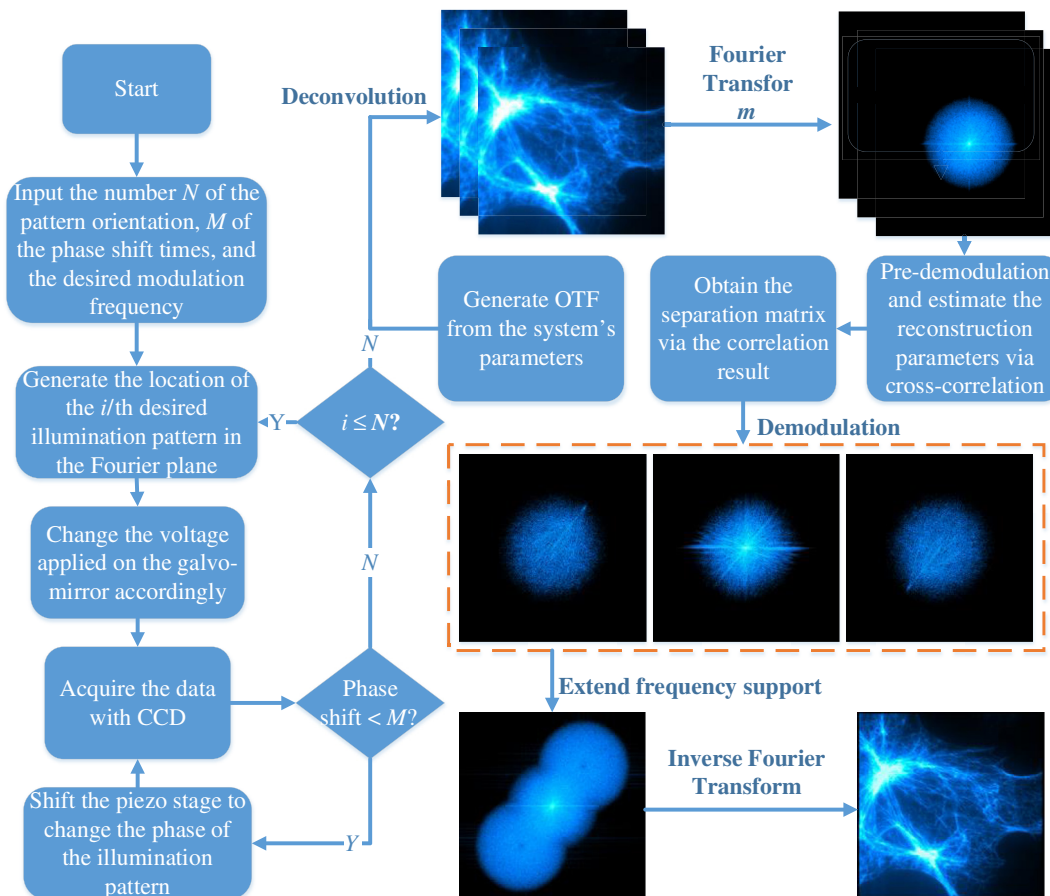 Start
Input the number N of the
pattern orientation, M of
the phase shift times, and
the desired modulation
frequency
Generate the location of
the i/th desired
illumination pattern in
the Fourier plane
Change the voltage
applied on the galvo-
mirror accordingly
Acquire the data
with CCD
Shift the piezo stage to
change the phase of
the illumination
pattern
Phase
shift < M?
Y
N
i ≤ N?
Y
N
Deconvolution
Generate OTF
from the system's
parameters
Fourier
Transfor
m
Pre-demodulation
and estimate the
reconstruction
parameters via
cross-correlation
Obtain the
separation matrix
via the correlation
result
Demodulation
Extend frequency support
Inverse Fourier
Transform